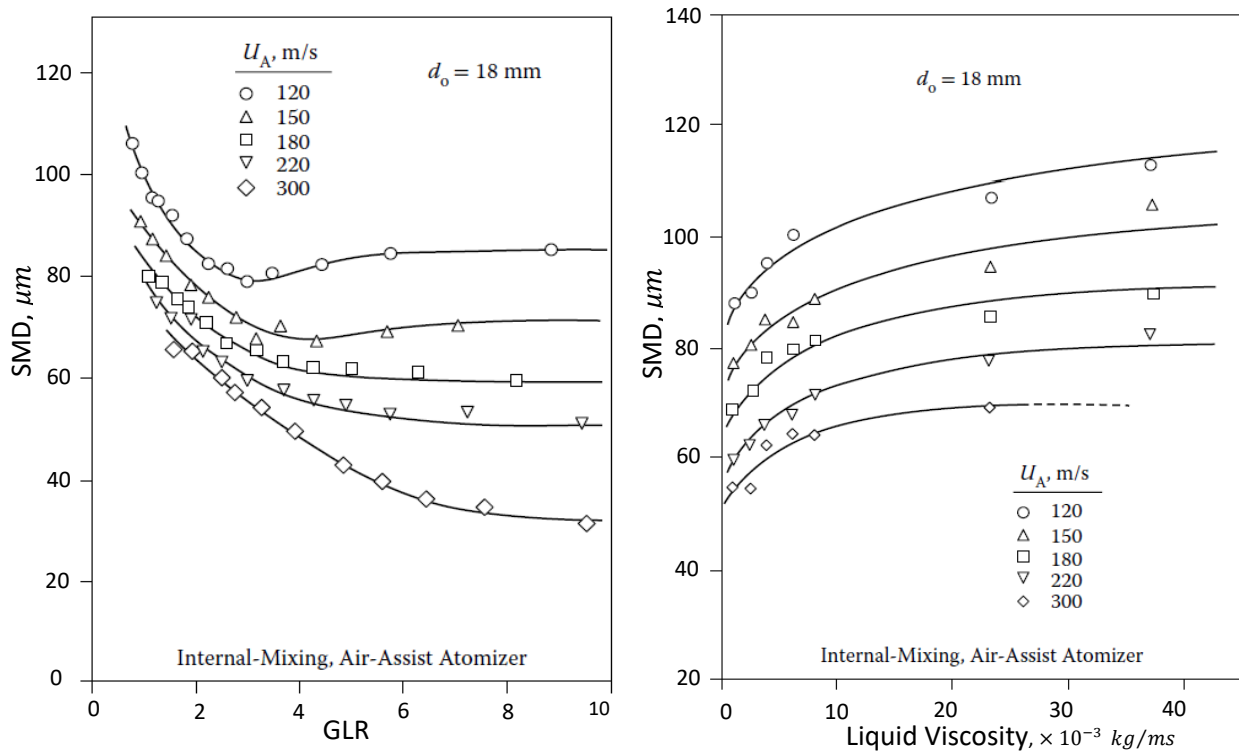 120
100
80
60
40
20
0
SMD, μm
U_A, m/s
120
150
180
220
300
d_o = 18 mm
Internal-Mixing, Air-Assist Atomizer
0 2 4 6 8 10
GLR
140
120
100
80
60
40
20
SMD, μm
d_o = 18 mm
U_A, m/s
120
150
180
220
300
Internal-Mixing, Air-Assist Atomizer
0 10 20 30 40
Liquid Viscosity, × 10⁻³ kg/ms